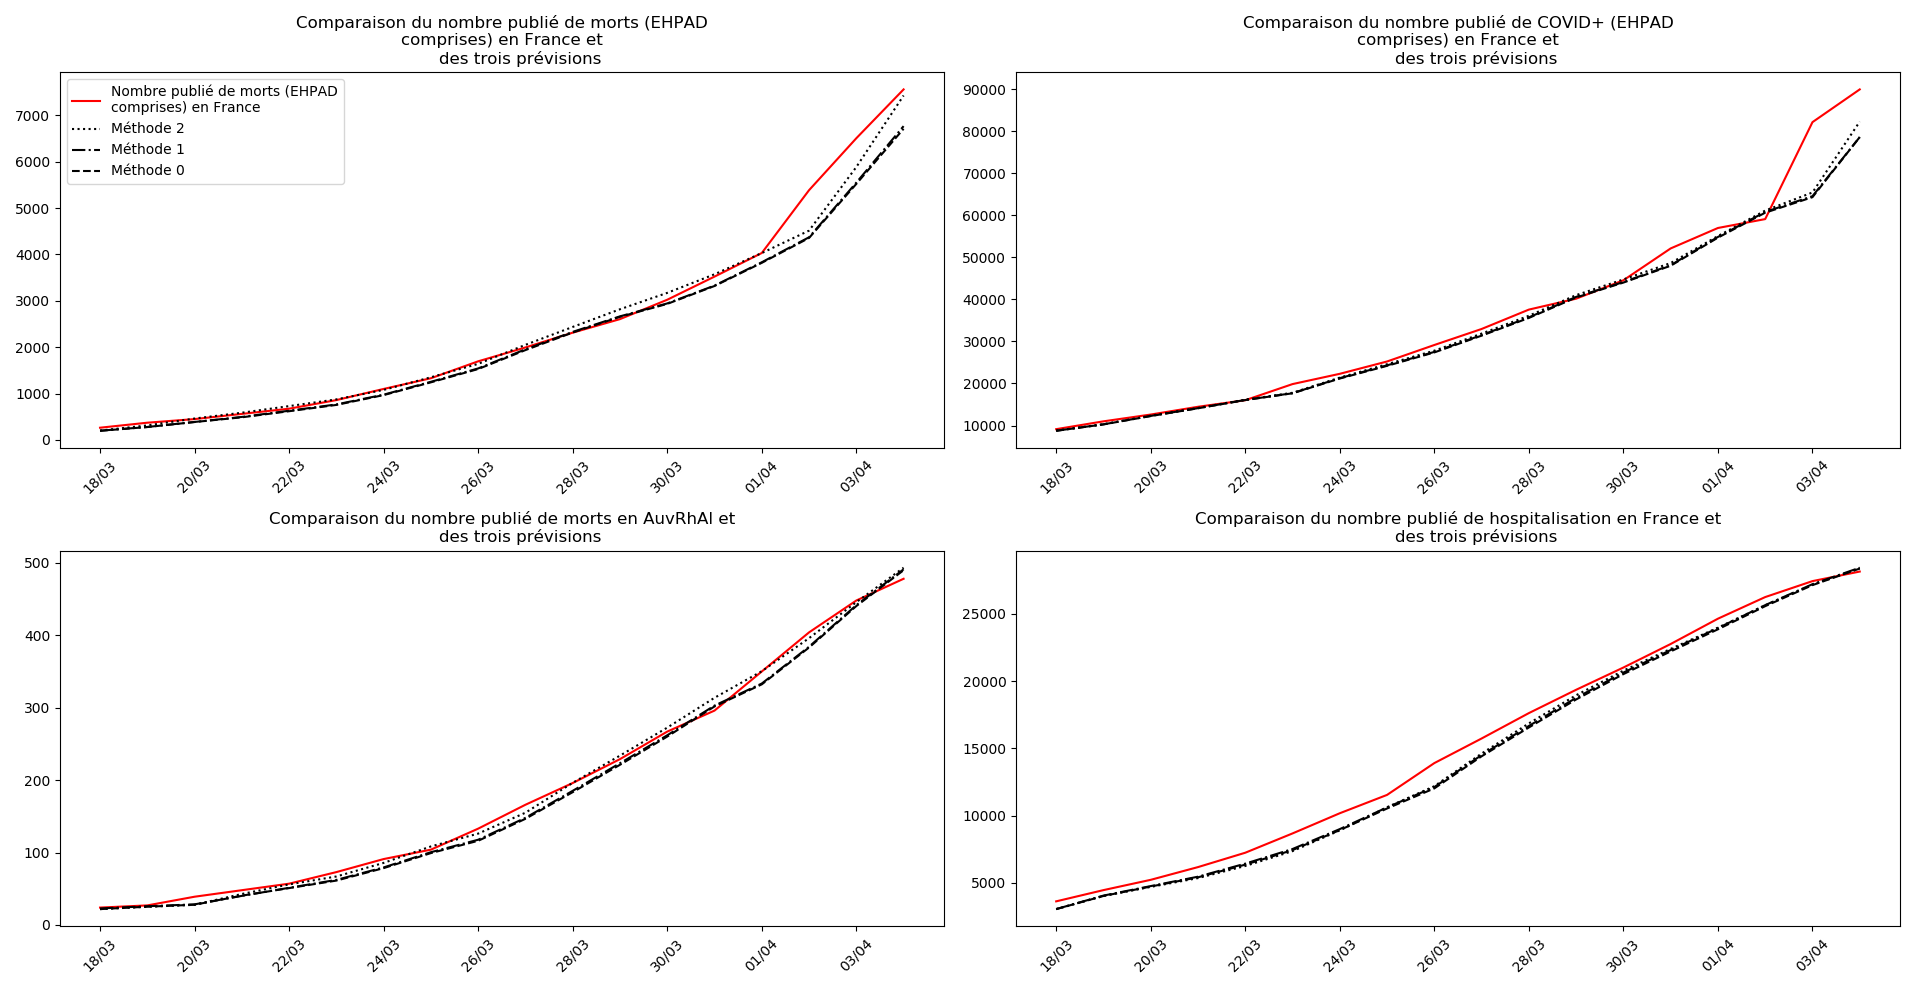 Comparaison du nombre publié de morts (EHPAD
comprises) en France et
des trois prévisions
Nombre publié de morts (EHPAD
comprises) en France
Méthode 2
Méthode 1
Méthode 0
7000
6000
5000
4000
3000
2000
1000
0
18/03 20/03 22/03 24/03 26/03 28/03 30/03 01/04 03/04
Comparaison du nombre publié de COVID+ (EHPAD
comprises) en France et
des trois prévisions
90000
80000
70000
60000
50000
40000
30000
20000
10000
18/03 20/03 22/03 24/03 26/03 28/03 30/03 01/04 03/04
Comparaison du nombre publié de morts en AuvRhAl et
des trois prévisions
500
400
300
200
100
0
18/03 20/03 22/03 24/03 26/03 28/03 30/03 01/04 03/04
Comparaison du nombre publié de hospitalisation en France et
des trois prévisions
25000
20000
15000
10000
5000
18/03 20/03 22/03 24/03 26/03 28/03 30/03 01/04 03/04